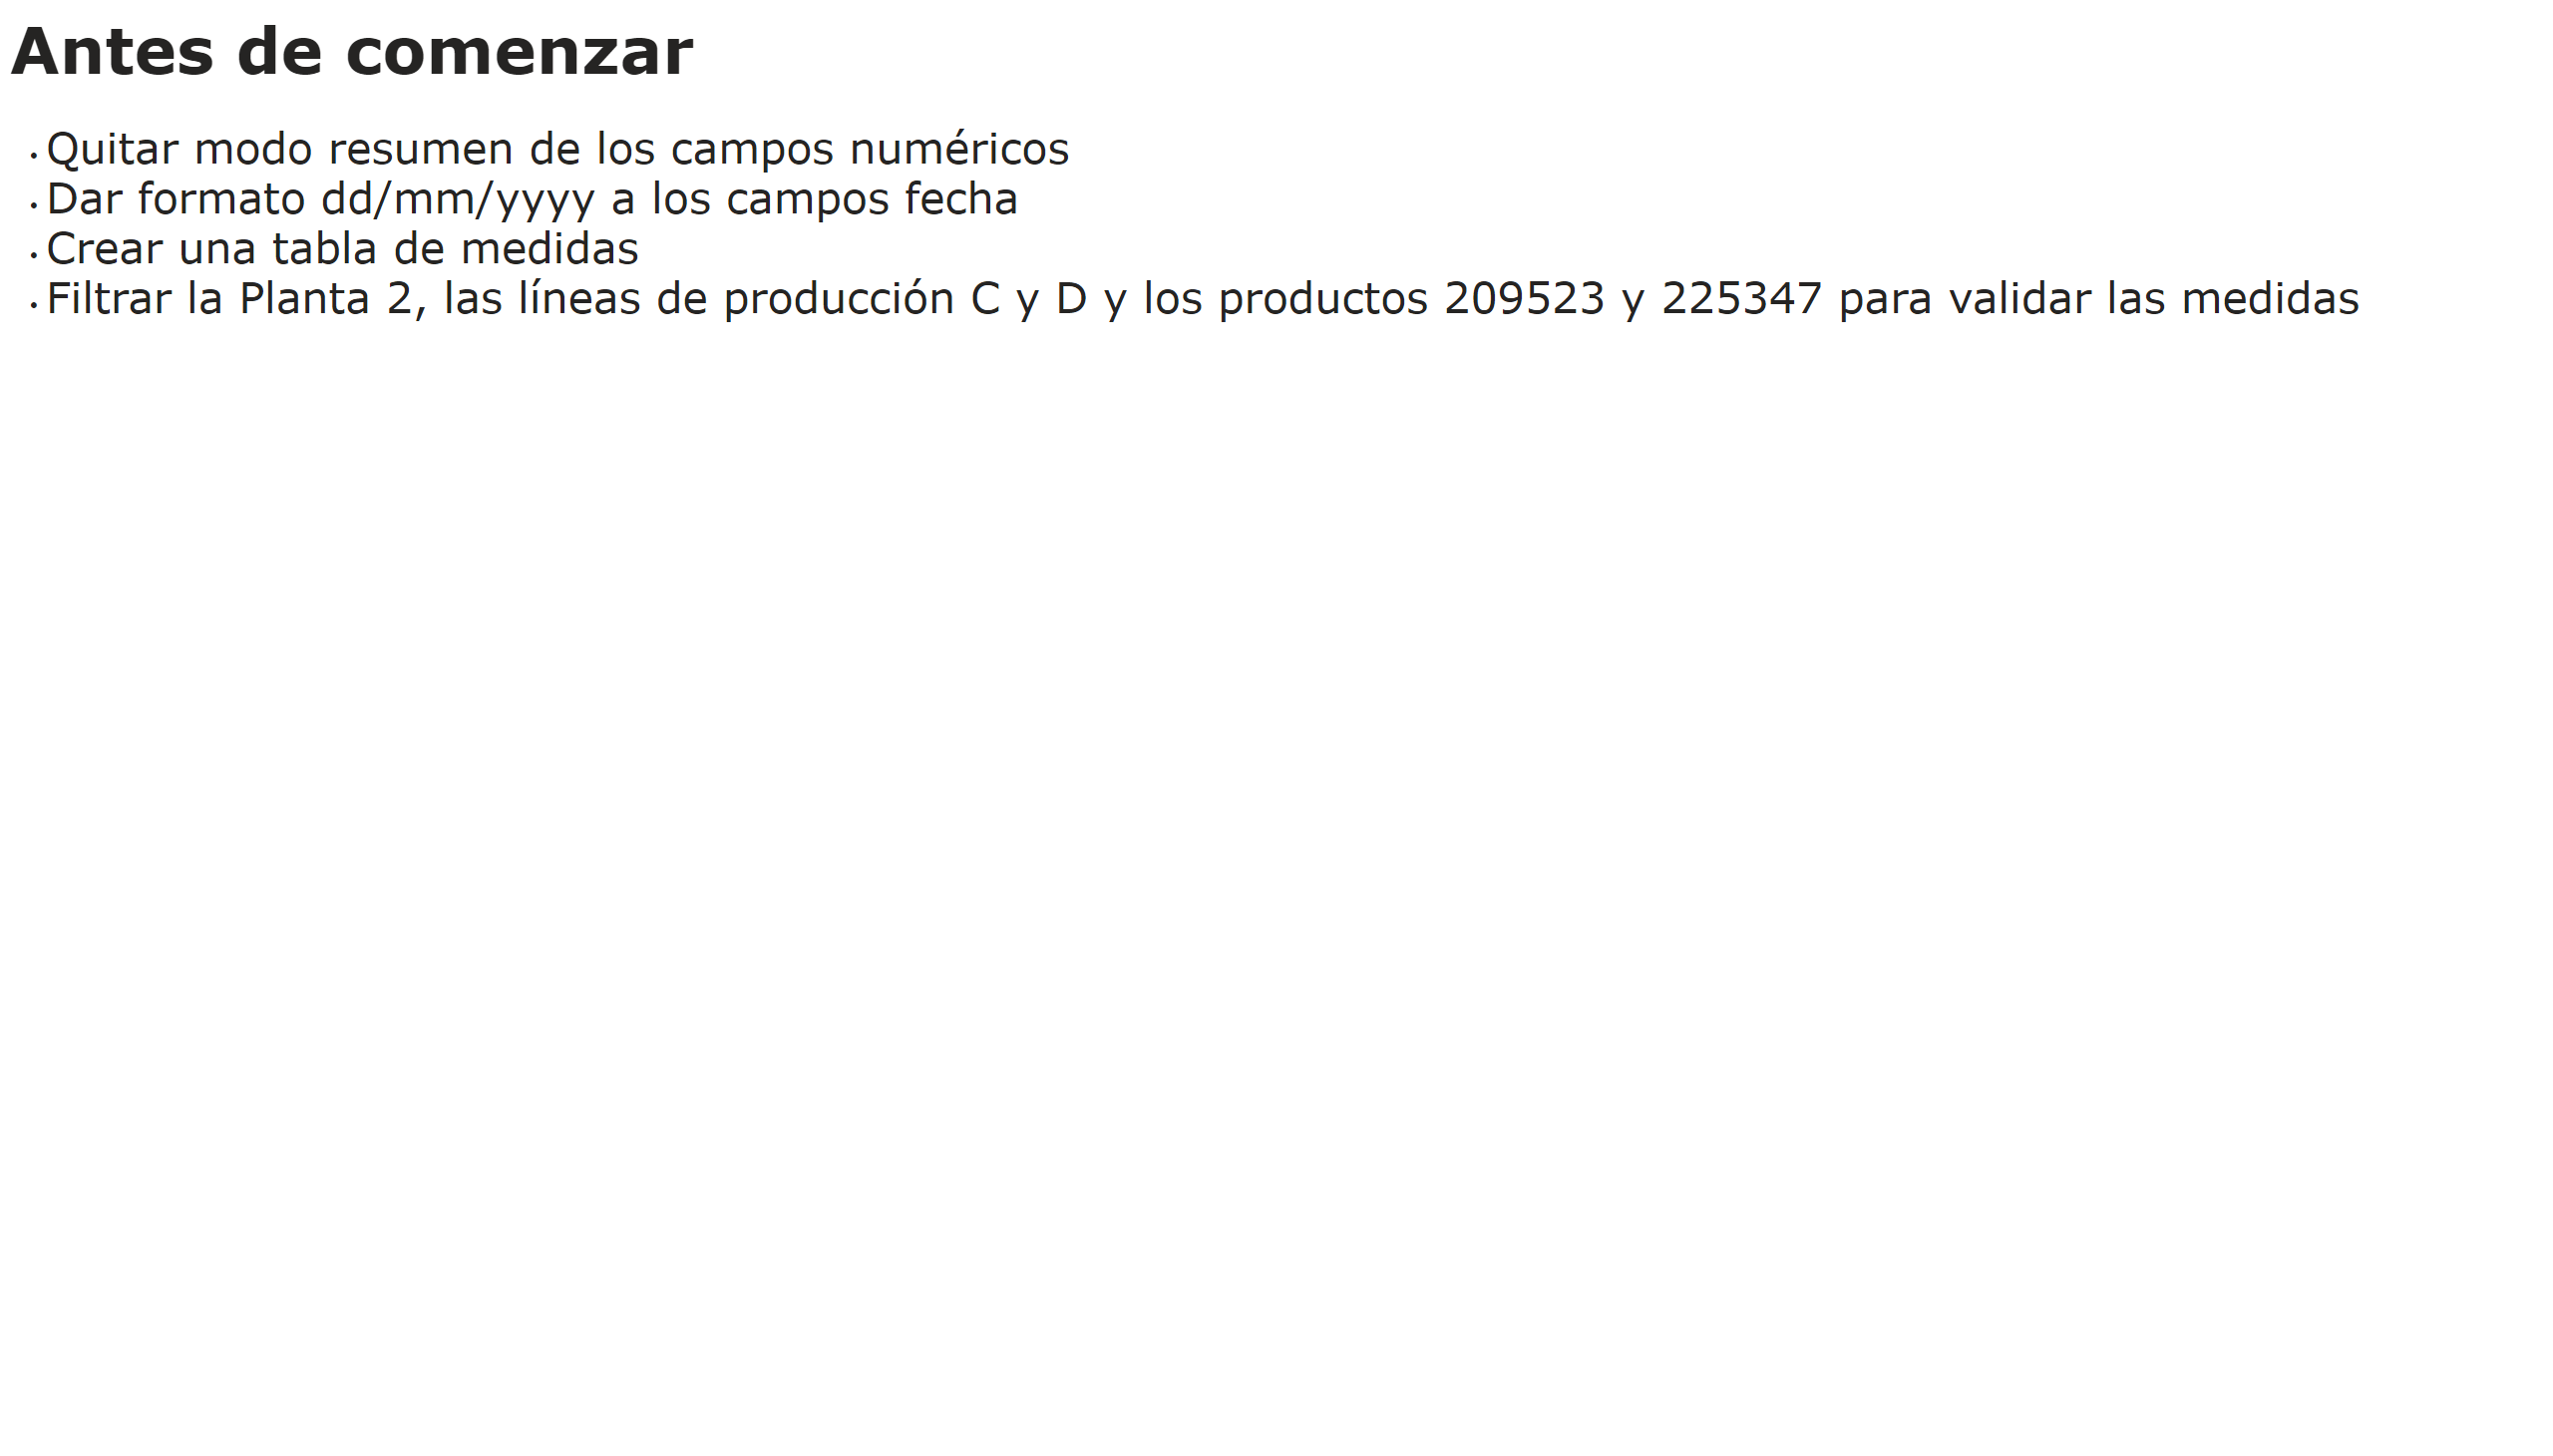 Antes de comenzar
• Quitar modo resumen de los campos numéricos
• Dar formato dd/mm/yyyy a los campos fecha
• Crear una tabla de medidas
• Filtrar la Planta 2, las líneas de producción C y D y los productos 209523 y 225347 para validar las medidas